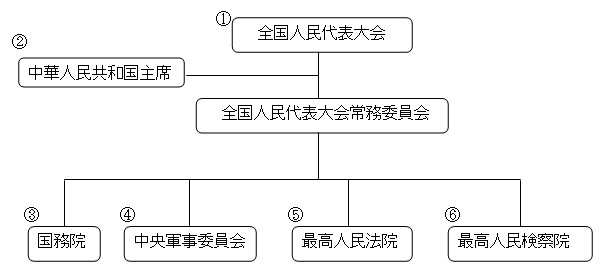 ①
全国人民代表大会
②
中華人民共和国主席
全国人民代表大会常務委員会
③
国務院
④
中央軍事委員会
⑤
最高人民法院
⑥
最高人民検察院